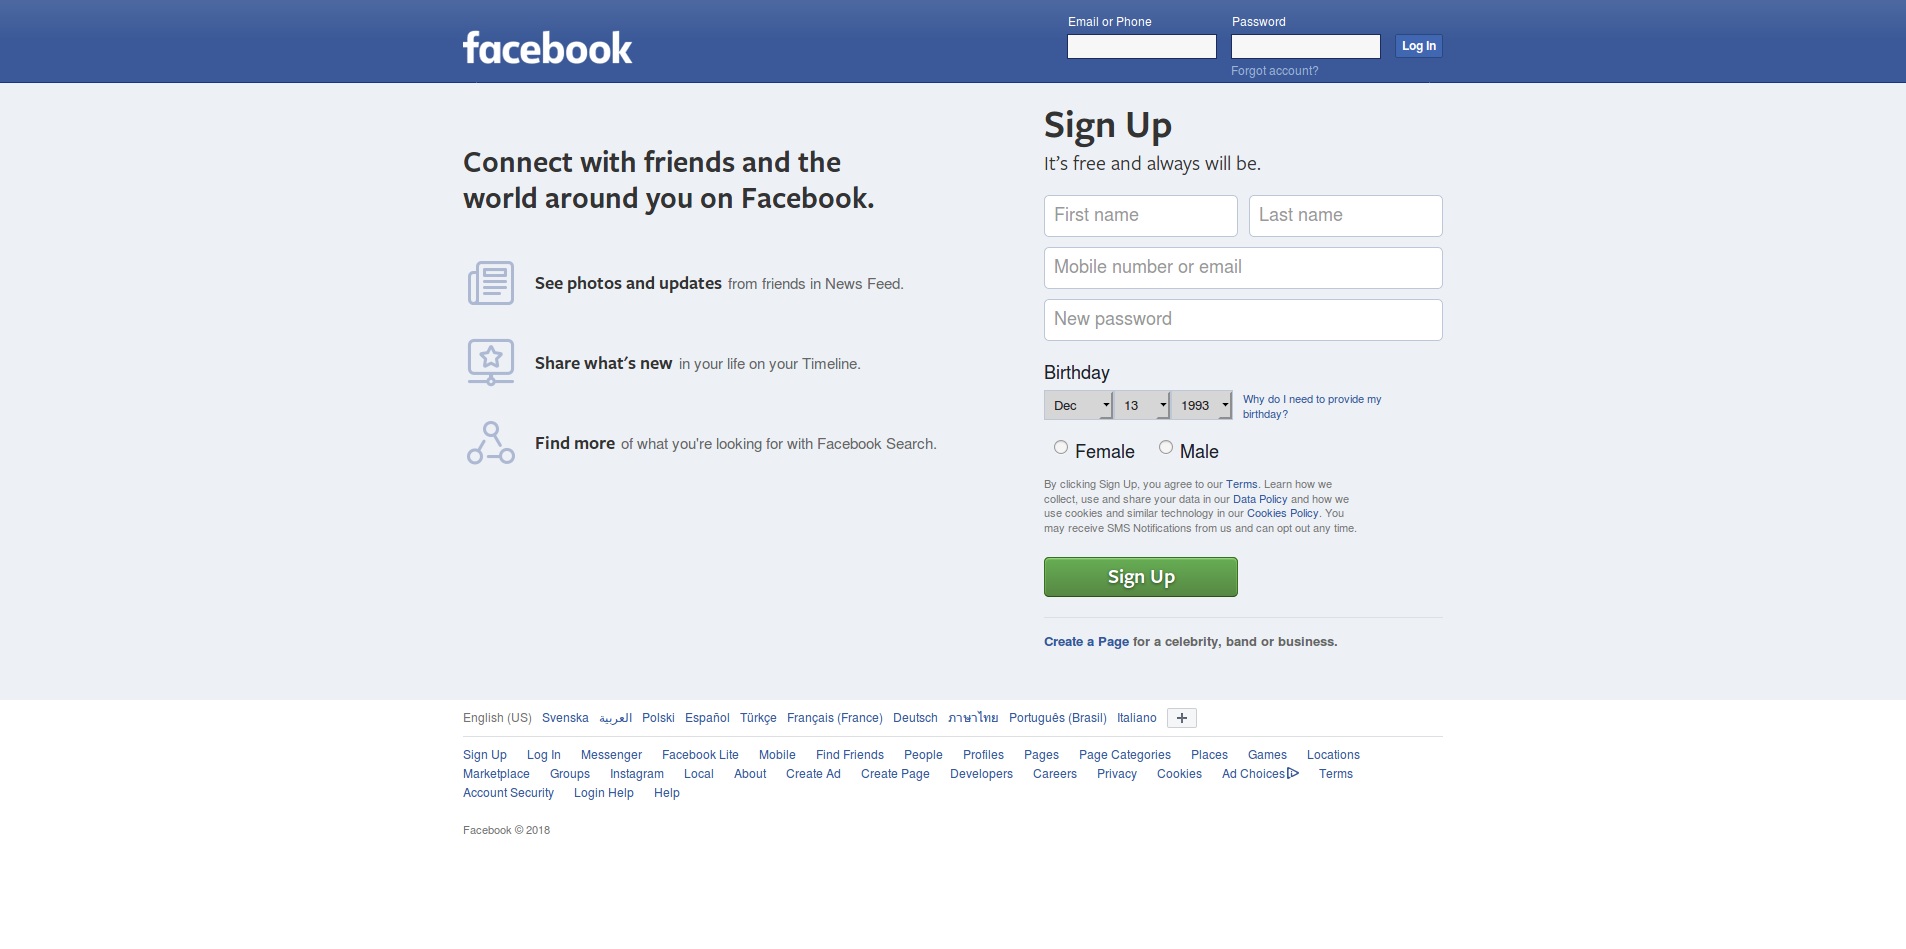 facebook
Email or Phone
Password
Log In
Forgot account?
Connect with friends and the
world around you on Facebook.
See photos and updates from friends in News Feed.
Share what's new in your life on your Timeline.
Find more of what you're looking for with Facebook Search.
Sign Up
It's free and always will be.
First name
Last name
Mobile number or email
New password
Birthday
Dec 13 1993
Why do I need to provide my
birthday?
Female Male
By clicking Sign Up, you agree to our Terms. Learn how we
collect, use and share your data in our Data Policy and how we
use cookies and similar technology in our Cookies Policy. You
may receive SMS Notifications from us and can opt out any time.
Sign Up
Create a Page for a celebrity, band or business.
English (US) Svenska العربية Polski Español Türkçe Français (France) Deutsch ภาษาไทย Português (Brasil) Italiano
Sign Up Log In Messenger Facebook Lite Mobile Find Friends People Profiles Pages Page Categories Places Games Locations
Marketplace Groups Instagram Local About Create Ad Create Page Developers Careers Privacy Cookies Ad Choices Terms
Account Security Login Help Help
Facebook © 2018